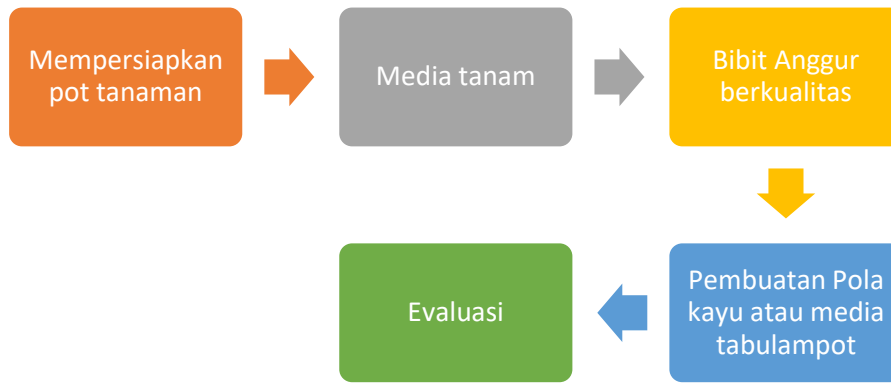 Mempersiapkan
pot tanaman
Media tanam
Bibit Anggur
berkualitas
Pembuatan Pola
kayu atau media
tabulampot
Evaluasi